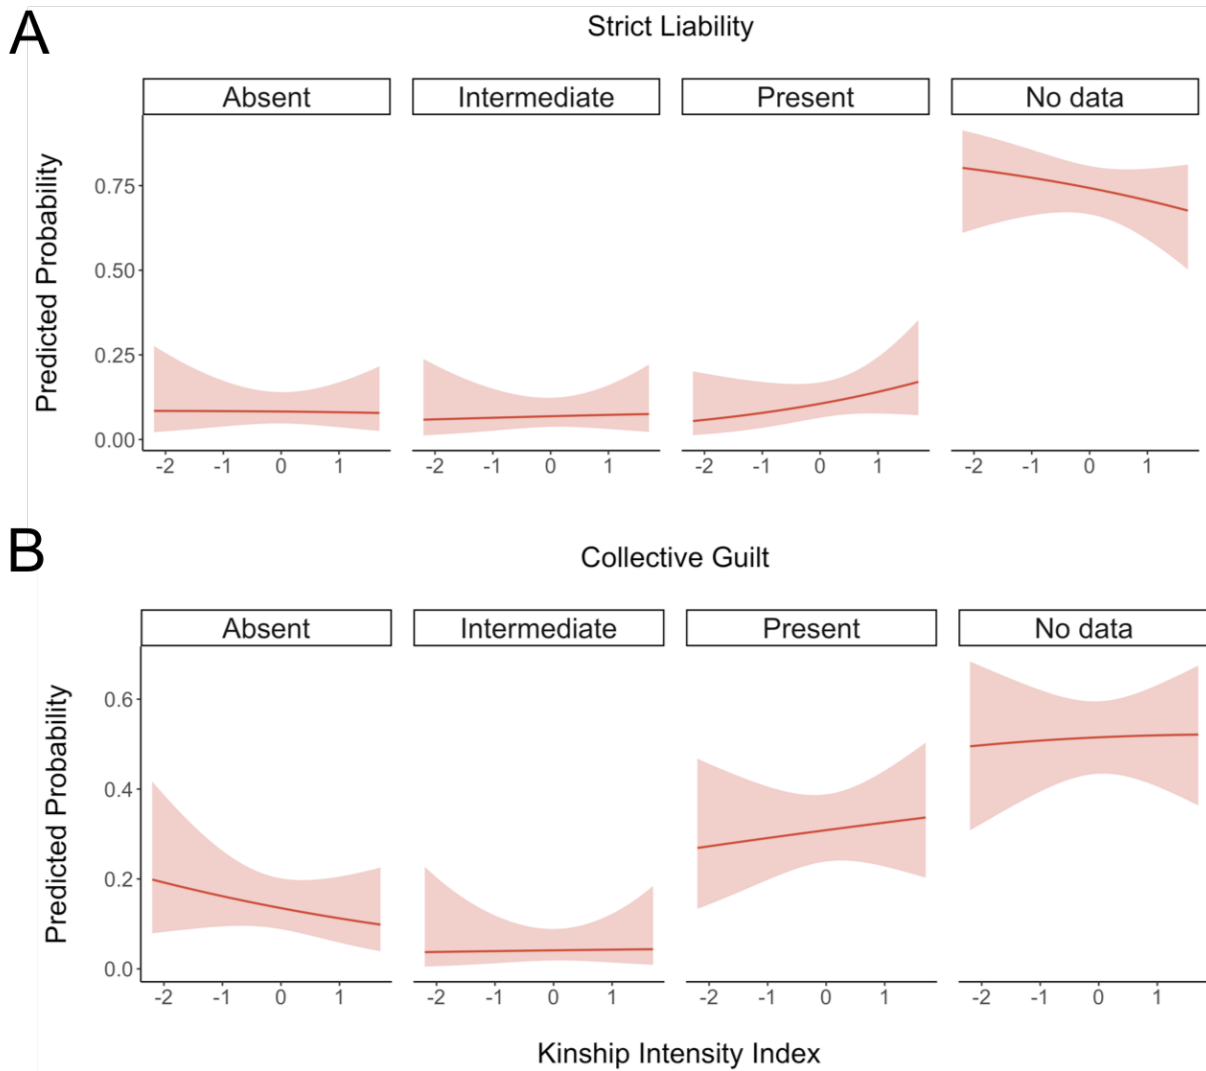 A
Strict Liability
Absent Intermediate Present No data
Predicted Probability
0.75
0.50
0.25
0.00
-2 -1 0 1 -2 -1 0 1 -2 -1 0 1 -2 -1 0 1
B
Collective Guilt
Absent Intermediate Present No data
Predicted Probability
0.6
0.4
0.2
0.0
-2 -1 0 1 -2 -1 0 1 -2 -1 0 1 -2 -1 0 1
Kinship Intensity Index